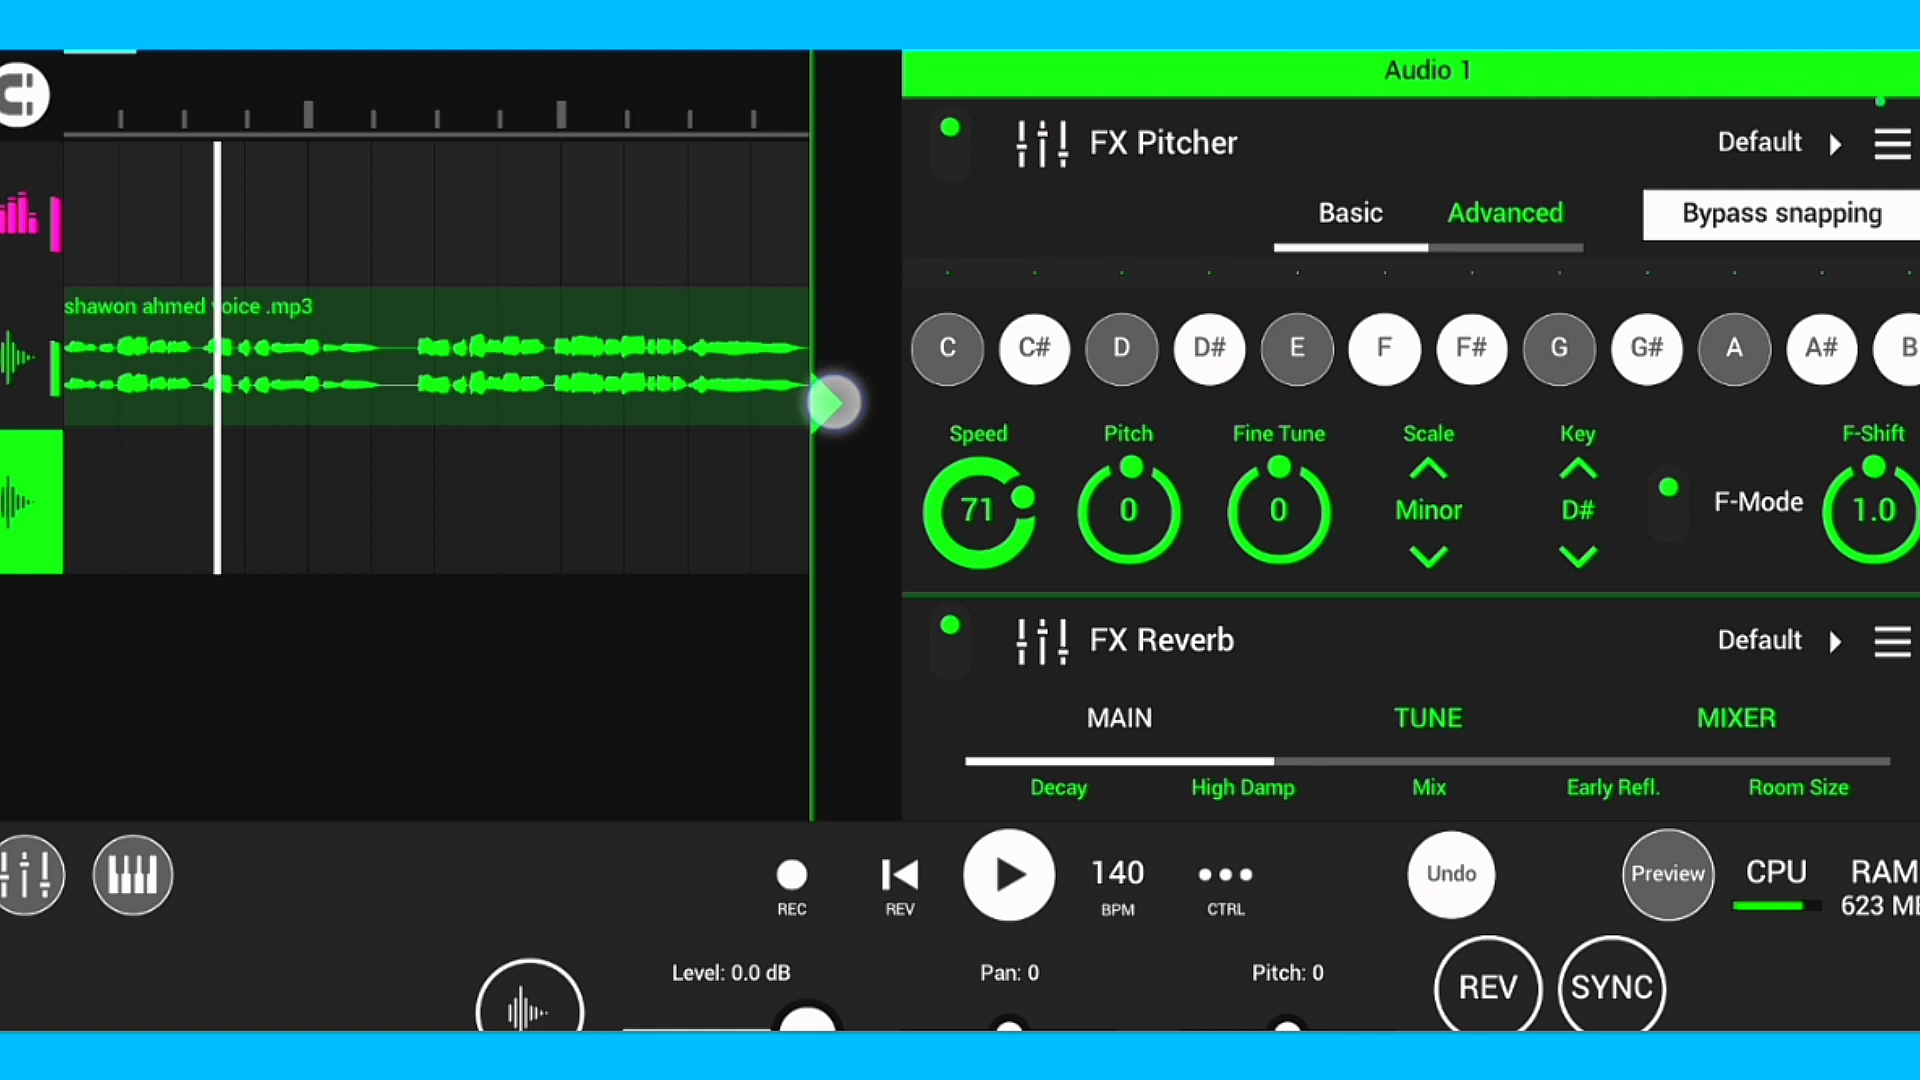 Audio 1
FX Pitcher
Default
Basic
Advanced
Bypass snapping
shawon ahmed voice .mp3
C C# D D# E F F# G G# A A# B
Speed Pitch Fine Tune Scale Key F-Shift
71 0 0 Minor D# F-Mode 1.0
FX Reverb
Default
MAIN TUNE MIXER
Decay High Damp Mix Early Refl. Room Size
140 Undo Preview CPU RAM
REC REV BPM CTRL 623
Level: 0.0 dB Pan: 0 Pitch: 0
REV SYNC